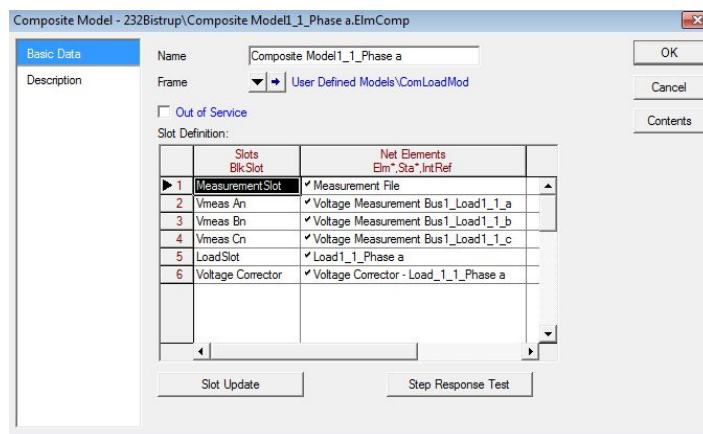 Composite Model - 232Bistrup\Composite Model1_1_Phase a.ElmComp
Basic Data
Description
Name
Composite Model1_1_Phase a
Frame
User Defined Models\ComLoadMod
Out of Service
Slot Definition:
Slots
BlkSlot
Net Elements
Elm*,Sta*,IntRef
1 MeasurementSlot Measurement File
2 Vmeas An Voltage Measurement Bus1_Load1_1_a
3 Vmeas Bn Voltage Measurement Bus1_Load1_1_b
4 Vmeas Cn Voltage Measurement Bus1_Load1_1_c
5 LoadSlot Load1_1_Phase a
6 Voltage Corrector Voltage Corrector - Load_1_1_Phase a
Slot Update
Step Response Test
OK
Cancel
Contents